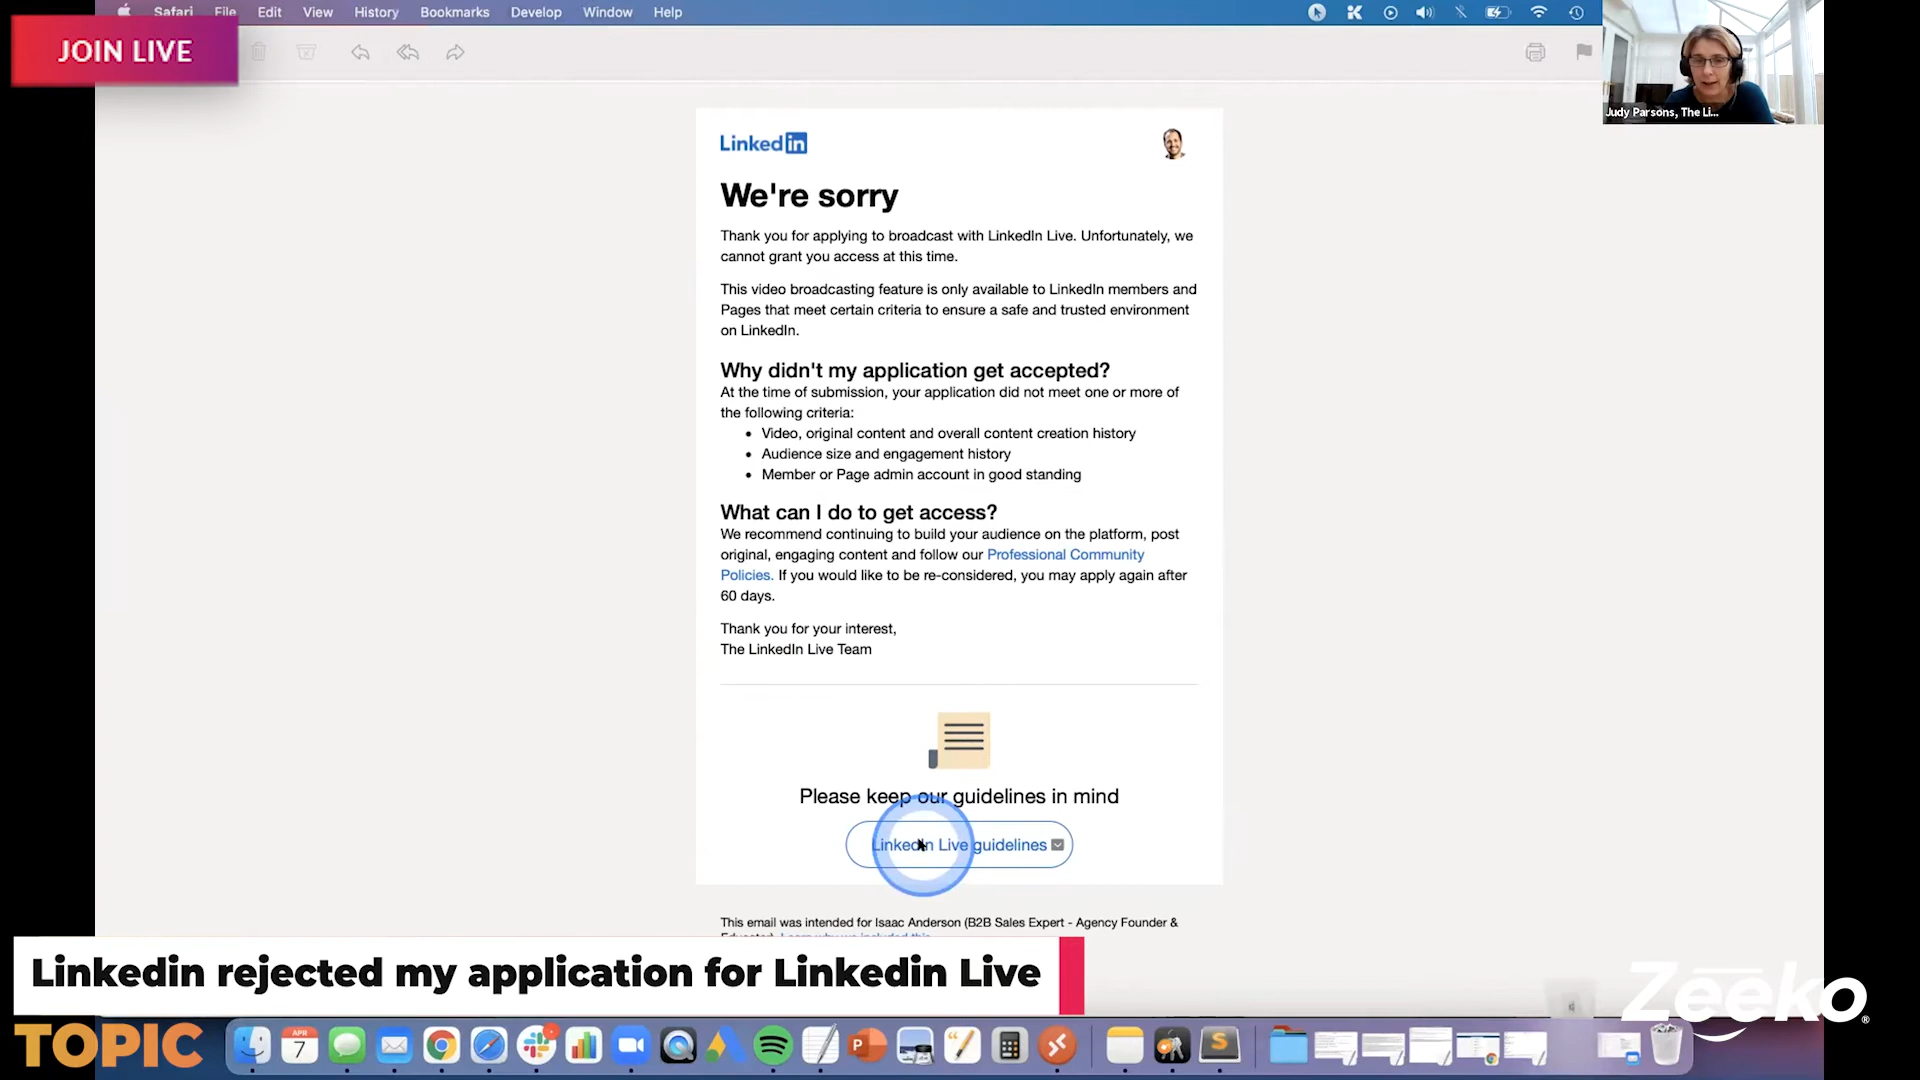 Safari File Edit View History Bookmarks Develop Window Help
JOIN LIVE
Judy Parsons, The Li...
LinkedIn
We're sorry
Thank you for applying to broadcast with LinkedIn Live. Unfortunately, we
cannot grant you access at this time.
This video broadcasting feature is only available to LinkedIn members and
Pages that meet certain criteria to ensure a safe and trusted environment
on LinkedIn.
Why didn't my application get accepted?
At the time of submission, your application did not meet one or more of
the following criteria:
• Video, original content and overall content creation history
• Audience size and engagement history
• Member or Page admin account in good standing
What can I do to get access?
We recommend continuing to build your audience on the platform, post
original, engaging content and follow our Professional Community
Policies. If you would like to be re-considered, you may apply again after
60 days.
Thank you for your interest,
The LinkedIn Live Team
Please keep our guidelines in mind
LinkedIn Live guidelines
This email was intended for Isaac Anderson (B2B Sales Expert - Agency Founder &
Linkedin rejected my application for Linkedin Live
Zeeko®
TOPIC
APR
7